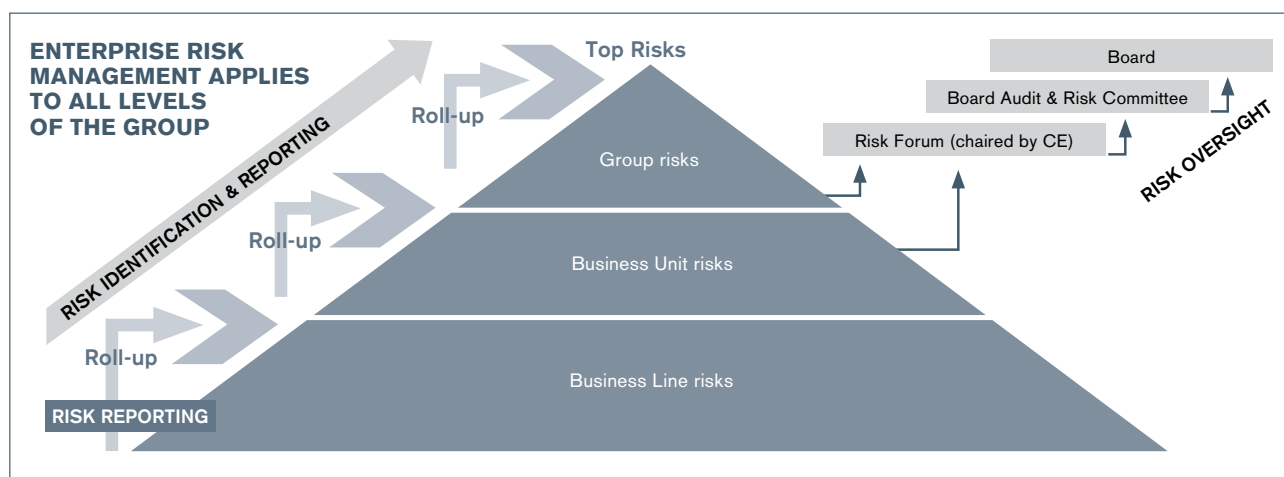 ENTERPRISE RISK
MANAGEMENT APPLIES
TO ALL LEVELS
OF THE GROUP
RISK IDENTIFICATION & REPORTING
Top Risks
Roll-up
Group risks
Roll-up
Business Unit risks
Roll-up
Business Line risks
RISK REPORTING
Board
Board Audit & Risk Committee
Risk Forum (chaired by CE)
RISK OVERSIGHT